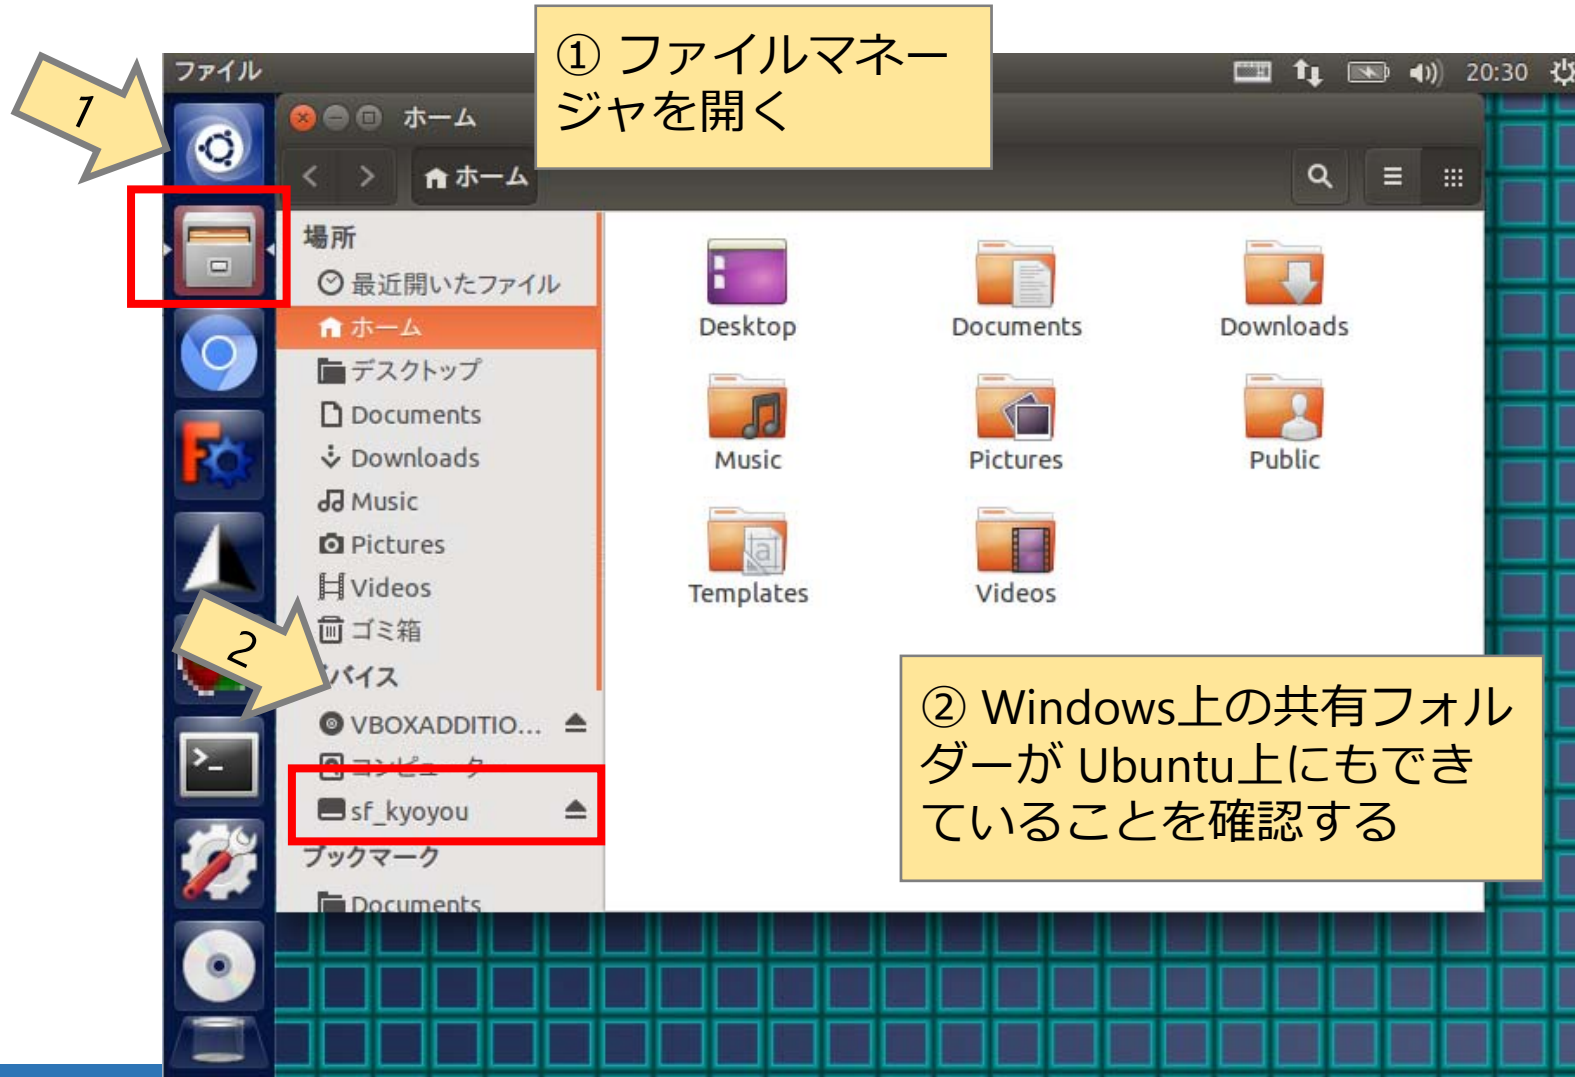 ① ファイルマネー
ジャを開く
ファイル
20:30
1
ホーム
ホーム
場所
最近開いたファイル
ホーム
デスクトップ
Documents
Downloads
Music
Pictures
Videos
ゴミ箱
バイス
VBOXADDITIO...
コンピュータ
sf_kyoyou
ブックマーク
Documents
2
Desktop
Documents
Downloads
Music
Pictures
Public
Templates
Videos
② Windows上の共有フォル
ダーが Ubuntu上にもでき
ていることを確認する